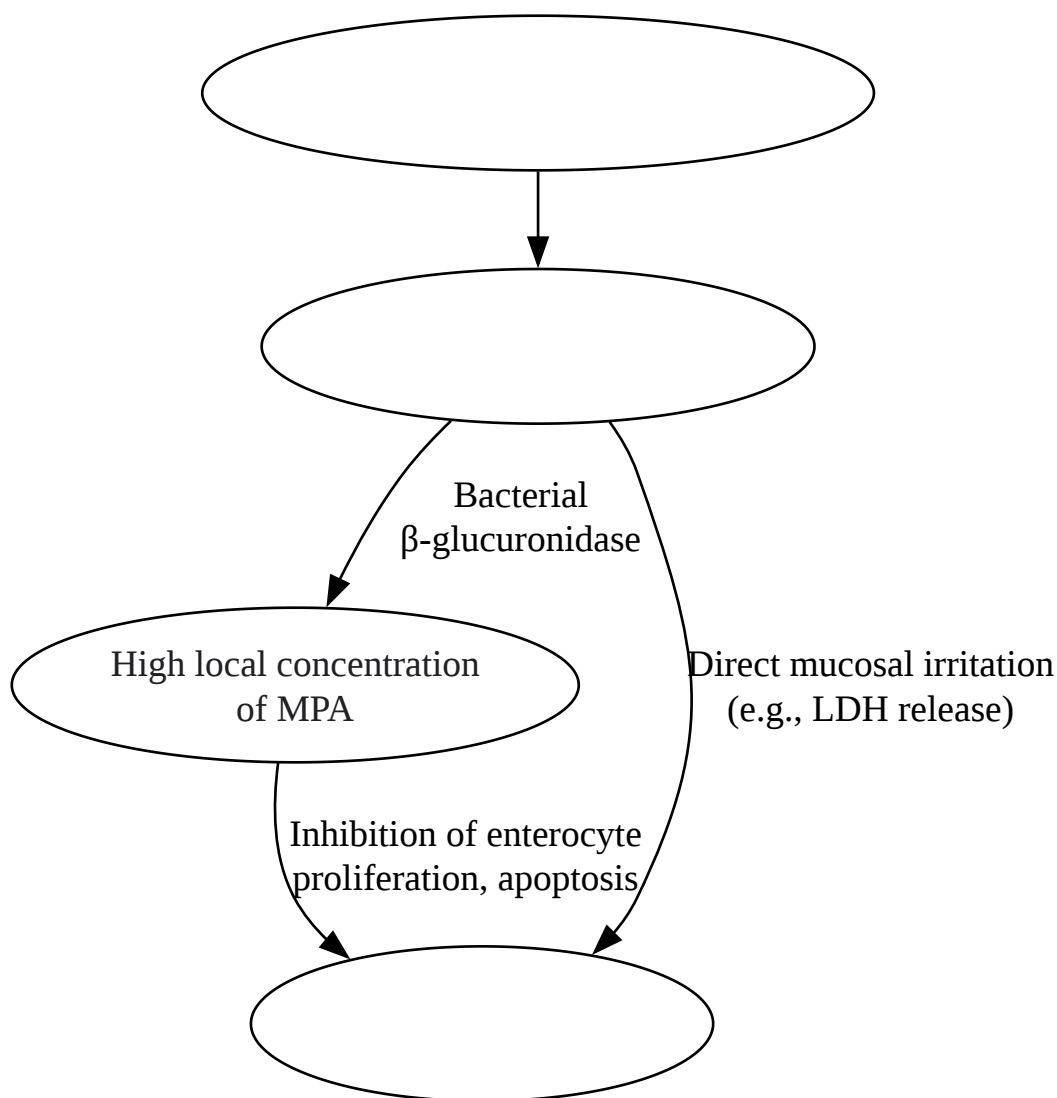 Bacterial
β-glucuronidase
High local concentration
of MPA
Direct mucosal irritation
(e.g., LDH release)
Inhibition of enterocyte
proliferation, apoptosis